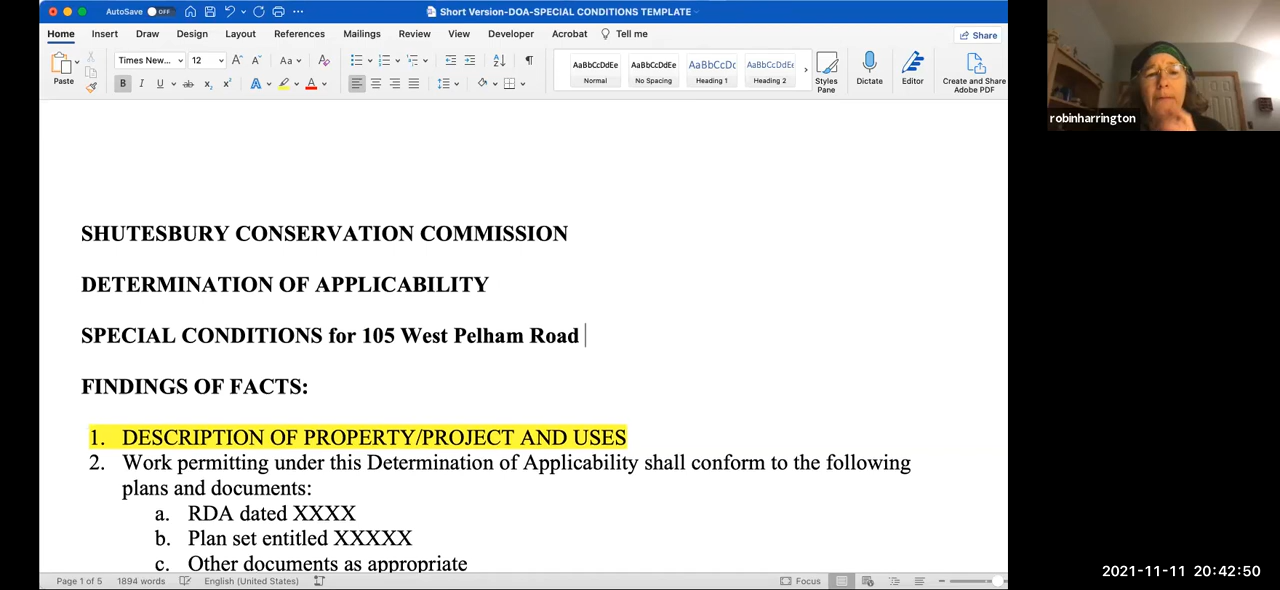 AutoSave OFF
Short Version-DOA-SPECIAL CONDITIONS TEMPLATE
Home Insert Draw Design Layout References Mailings Review View Developer Acrobat Tell me
Share
Times New... 12
Paste
AaBbCcDdEe AaBbCcDdEe AaBbCcDc AaBbCcDdEe
Normal No Spacing Heading 1 Heading 2
Styles Pane
Dictate
Editor
Create and Share Adobe PDF
robinharrington
SHUTESBURY CONSERVATION COMMISSION
DETERMINATION OF APPLICABILITY
SPECIAL CONDITIONS for 105 West Pelham Road
FINDINGS OF FACTS:
1. DESCRIPTION OF PROPERTY/PROJECT AND USES
2. Work permitting under this Determination of Applicability shall conform to the following
plans and documents:
a. RDA dated XXXX
b. Plan set entitled XXXXX
c. Other documents as appropriate
Page 1 of 5 1894 words English (United States) Focus
2021-11-11 20:42:50